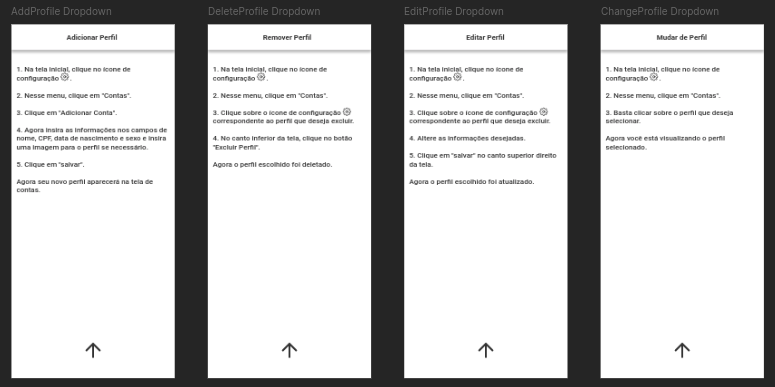 AddProfile Dropdown
Adicionar Perfil
1. Na tela inicial, clique no ícone de
configuração .
2. Nesse menu, clique em "Contas".
3. Clique em "Adicionar Conta".
4. Agora insira as informações nos campos de
nome, CPF, data de nascimento e sexo e insira
uma imagem para o perfil se necessário.
5. Clique em "salvar".
Agora seu novo perfil aparecerá na tela de
contas.
DeleteProfile Dropdown
Remover Perfil
1. Na tela inicial, clique no ícone de
configuração .
2. Nesse menu, clique em "Contas".
3. Clique sobre o ícone de configuração
correspondente ao perfil que deseja excluir.
4. No canto inferior da tela, clique no botão
"Excluir Perfil".
Agora o perfil escolhido foi deletado.
EditProfile Dropdown
Editar Perfil
1. Na tela inicial, clique no ícone de
configuração .
2. Nesse menu, clique em "Contas".
3. Clique sobre o ícone de configuração
correspondente ao perfil que deseja excluir.
4. Altere as informações desejadas.
5. Clique em "salvar" no canto superior direito
da tela.
Agora o perfil escolhido foi atualizado.
ChangeProfile Dropdown
Mudar de Perfil
1. Na tela inicial, clique no ícone de
configuração .
2. Nesse menu, clique em "Contas".
3. Basta clicar sobre o perfil que deseja
selecionar.
Agora você está visualizando o perfil
selecionado.